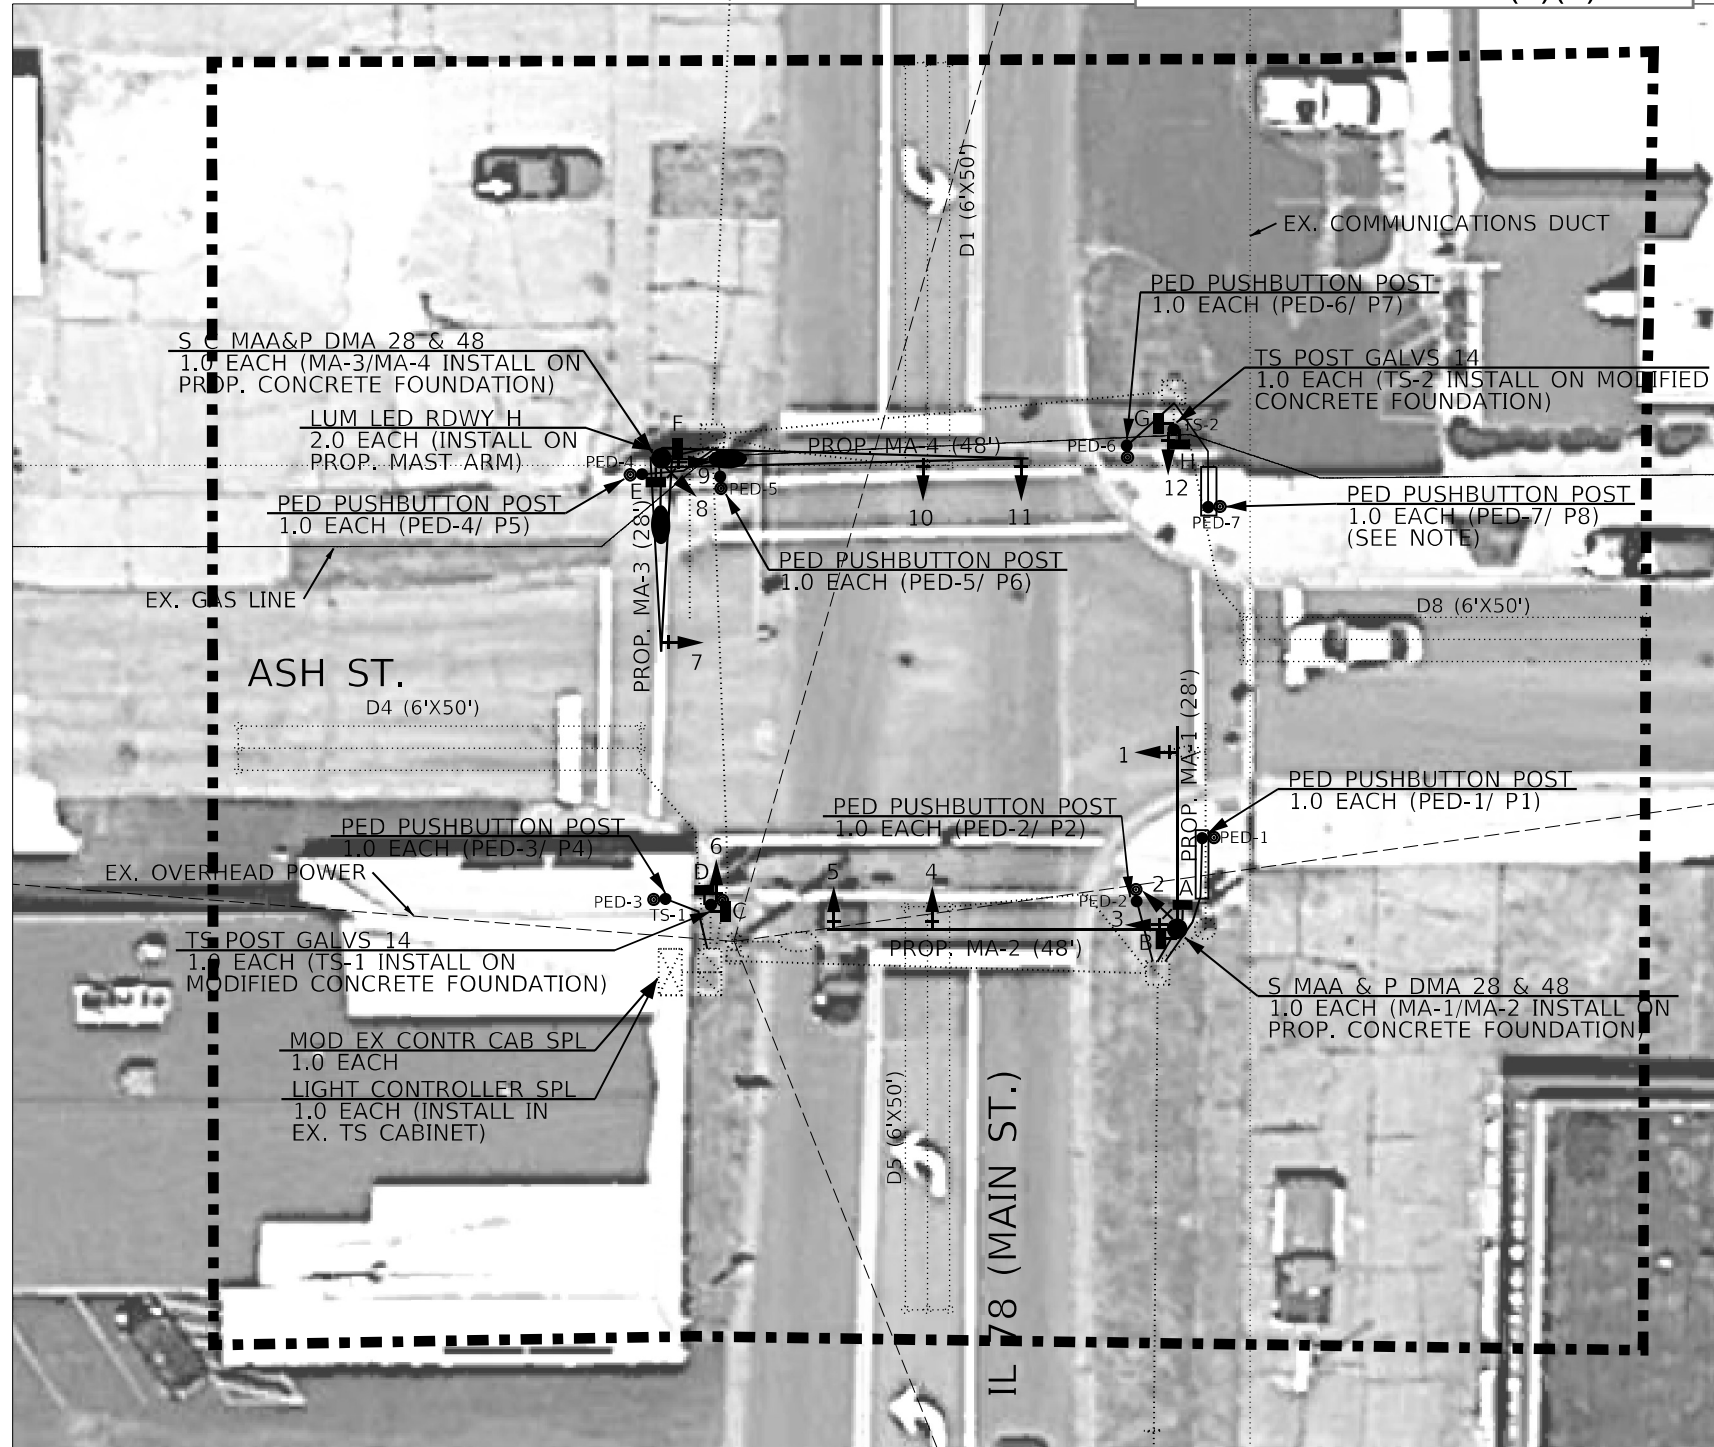 D1 (6'X50')
EX. COMMUNICATIONS DUCT
PED PUSHBUTTON POST
1.0 EACH (PED-6/ P7)
S C MAA&P DMA 28 & 48
1.0 EACH (MA-3/MA-4 INSTALL ON
PROP. CONCRETE FOUNDATION)
TS POST GALVS 14
1.0 EACH (TS-2 INSTALL ON MODIFIED
CONCRETE FOUNDATION)
LUM LED RDWY H
2.0 EACH (INSTALL ON
PROP. MAST ARM)
F
G
TS-2
PROP. MA-4 (48')
PED-6
PED-4
H
9
PED-5
E
8
10
11
12
PED PUSHBUTTON POST
1.0 EACH (PED-4/ P5)
PED PUSHBUTTON POST
1.0 EACH (PED-7/ P8)
(SEE NOTE)
PED-7
PED PUSHBUTTON POST
1.0 EACH (PED-5/ P6)
EX. GAS LINE
PROP. MA-3 (28')
7
D8 (6'X50')
ASH ST.
D4 (6'X50')
1
PROP. MA-1 (28')
PED PUSHBUTTON POST
1.0 EACH (PED-1/ P1)
PED PUSHBUTTON POST
1.0 EACH (PED-2/ P2)
PED-1
PED PUSHBUTTON POST
1.0 EACH (PED-3/ P4)
6
EX. OVERHEAD POWER
D
5
4
2
A
PED-3
TS-1
C
PED-2
3
B
TS POST GALVS 14
1.0 EACH (TS-1 INSTALL ON
MODIFIED CONCRETE FOUNDATION)
PROP. MA-2 (48')
S MAA & P DMA 28 & 48
1.0 EACH (MA-1/MA-2 INSTALL ON
PROP. CONCRETE FOUNDATION)
MOD EX CONTR CAB SPL
1.0 EACH
LIGHT CONTROLLER SPL
1.0 EACH (INSTALL IN
EX. TS CABINET)
D5 (6'X50')
IL 78 (MAIN ST.)